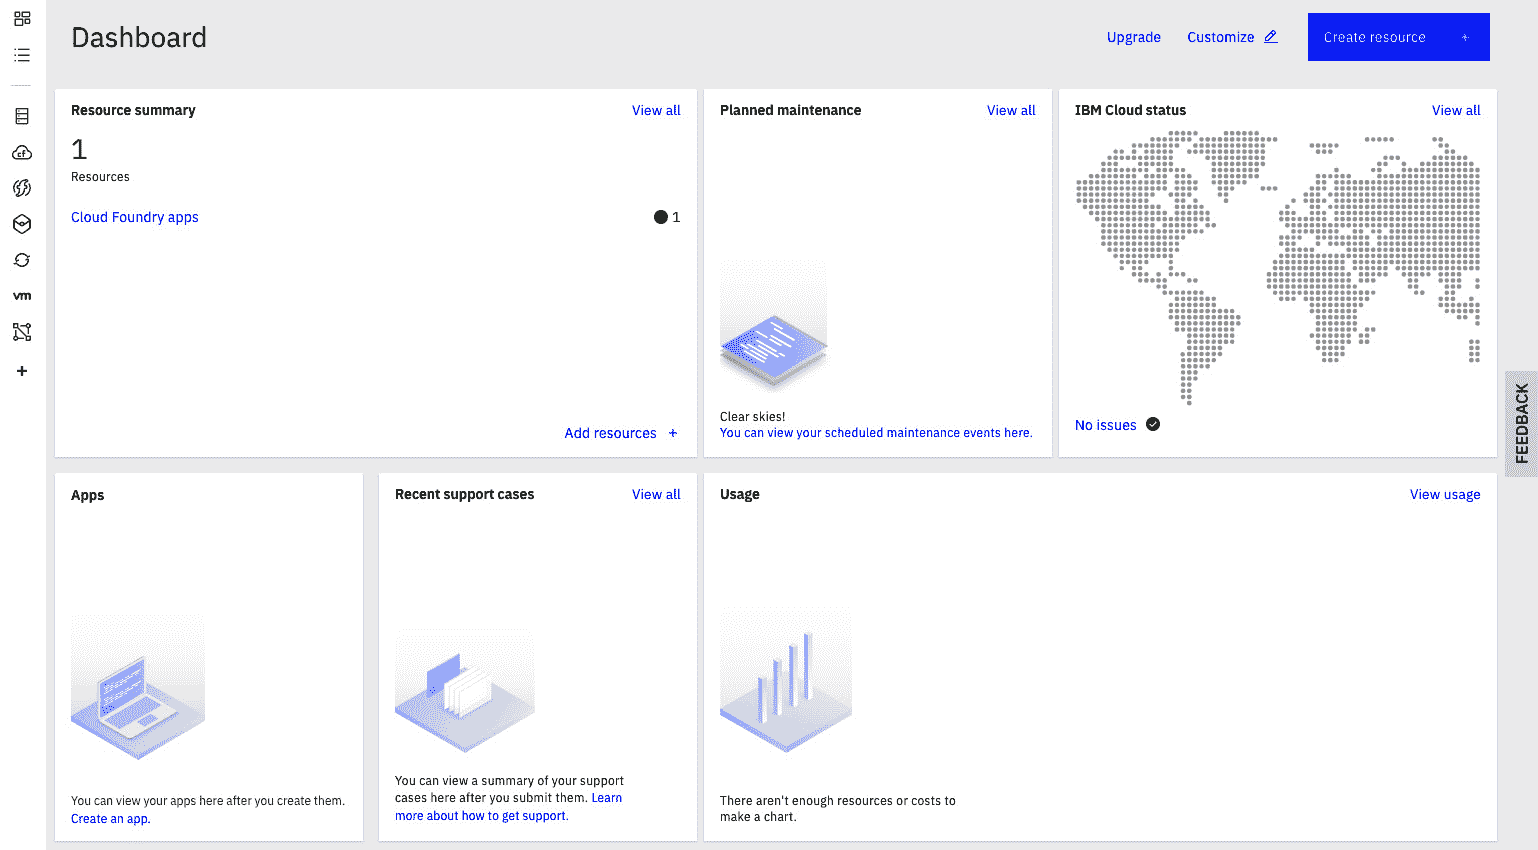 Dashboard
Upgrade
Customize
Create resource +
Resource summary
View all
1
Resources
Cloud Foundry apps
1
Add resources +
Planned maintenance
View all
Clear skies!
You can view your scheduled maintenance events here.
IBM Cloud status
View all
No issues
FEEDBACK
cf
vm
+
Apps
You can view your apps here after you create them.
Create an app.
Recent support cases
View all
You can view a summary of your support
cases here after you submit them. Learn
more about how to get support.
Usage
View usage
There aren't enough resources or costs to
make a chart.